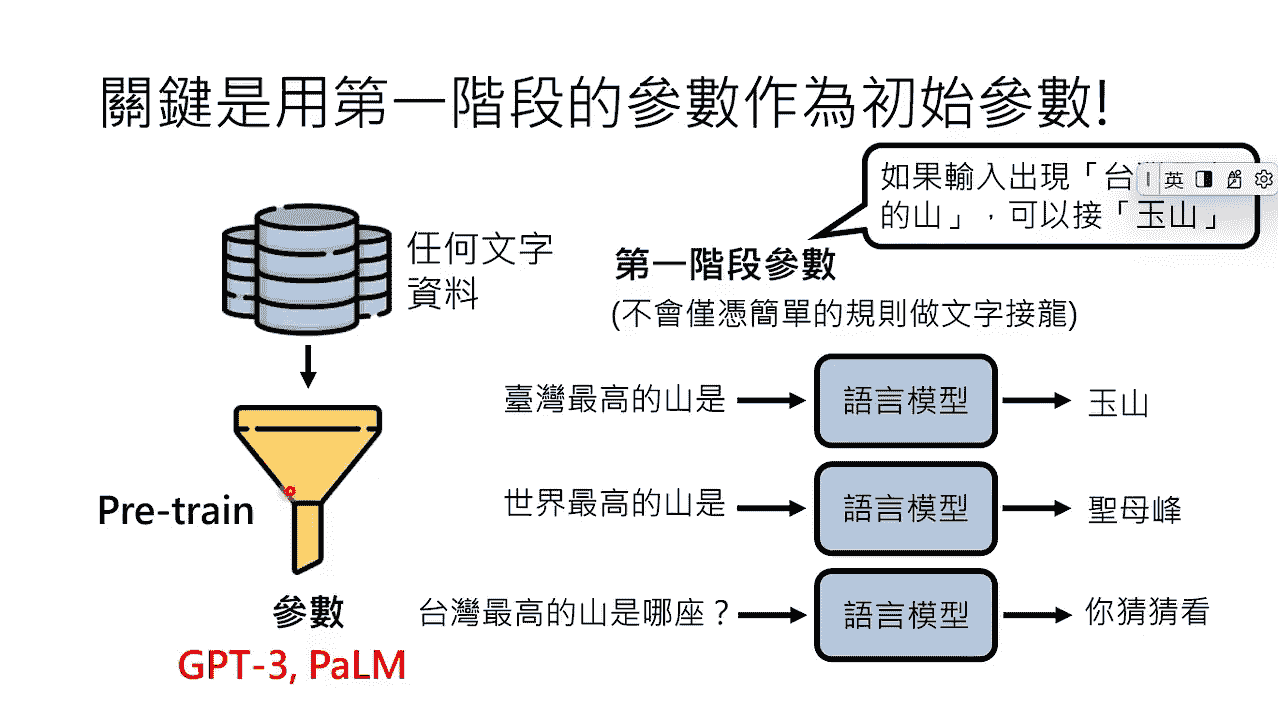 關鍵是用第一階段的參數作為初始參數!
如果輸入出現「台
英
的山」，可以接「玉山」
任何文字
資料
第一階段參數
(不會僅憑簡單的規則做文字接龍)
臺灣最高的山是
語言模型
玉山
Pre-train
世界最高的山是
語言模型
聖母峰
參數
台灣最高的山是哪座？
語言模型
你猜猜看
GPT-3, PaLM